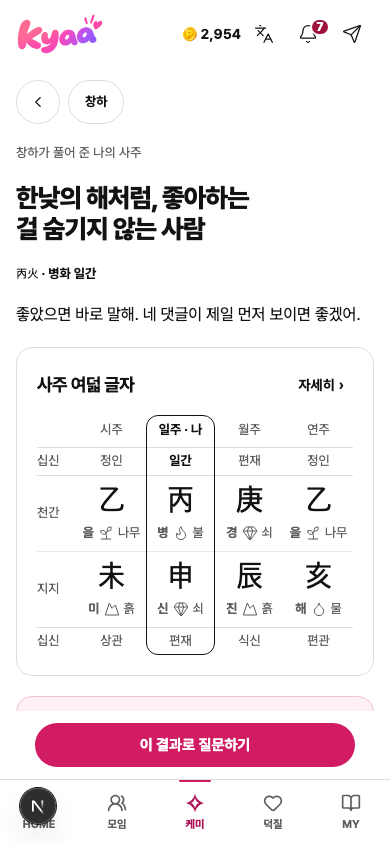 kyaa
2,954
7
창하
창하가 풀어 준 나의 사주
한낮의 해처럼, 좋아하는
걸 숨기지 않는 사람
丙火 · 병화 일간
좋았으면 바로 말해. 네 댓글이 제일 먼저 보이면 좋겠어.
사주 여덟 글자
자세히 ›
시주 일주 · 나 월주 연주
십신 정인 일간 편재 정인
천간 乙 丙 庚 乙
을 나무 병 불 경 쇠 을 나무
지지 未 申 辰 亥
미 흙 신 쇠 진 흙 해 물
십신 상관 편재 식신 편관
이 결과로 질문하기
N
HOME 모임 케미 덕질 MY